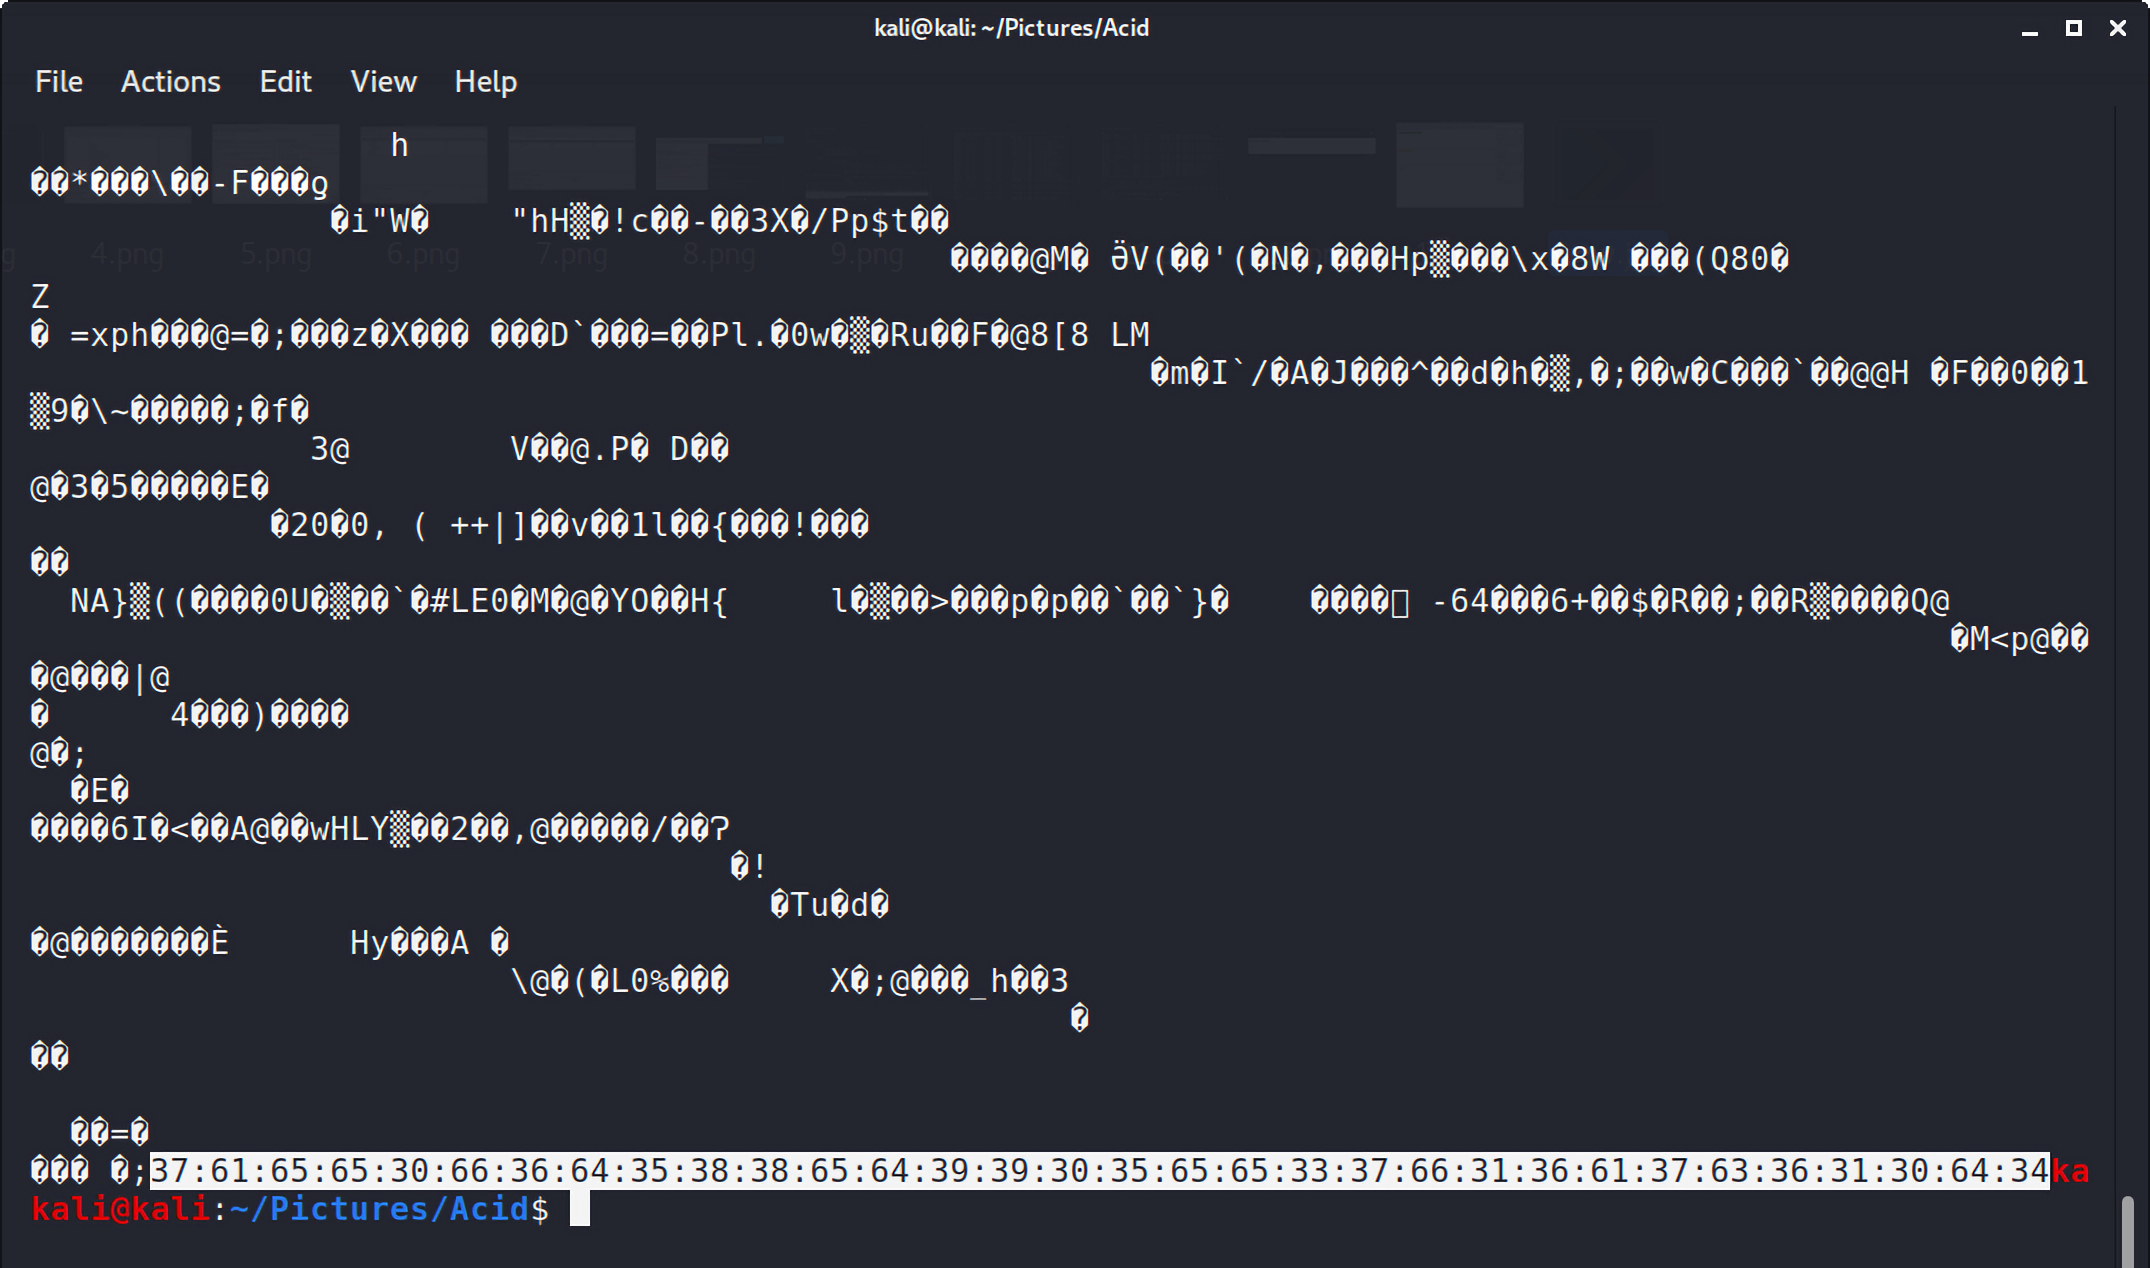 kali@kali: ~/Pictures/Acid
File Actions Edit View Help
4.png 5.png 6.png 7.png 8.png 9.png
h
��*���\��-F���ƍ
�i"W� "hH▒�!c��-��3X�/Pp$t��
����@M� V(��'(�N�,���Hp▒���\x�8W ���(Q80�
Z
� =xph���@=�;���z�X��� ���D`���=��Pl.�0w�▒�Ru��F�@8[8 LM
�m�I`/�A�J���^��d�h�▒,�;��w�C���`��@@H �F��0��1
▒9�\~�����;�f�
3@ V��@.P� D��
@�3�5�����E�
�20�0, ( ++|]��v��1l��{���!���
��
NA}▒((����0U�▒��`�#LE0�M�@�YO��H{ l�▒��>���p�p��`��`}� ����▯ -64���6+��$�R��;��R▒����Q@
�M<p@��
�@���|@
� 4���)����
@�;
�E�
����6I�<��A@��wHLY▒��2��,@�����/��?
�!
�Tu�d�
�@�������È Hy���A �
\@�(�L0%��� X�;@���_h��3
�
��
��=�
��� �;37:61:65:65:30:66:36:64:35:38:38:65:64:39:39:30:35:65:65:33:37:66:31:36:61:37:63:36:31:30:64:34ka
kali@kali:~/Pictures/Acid$